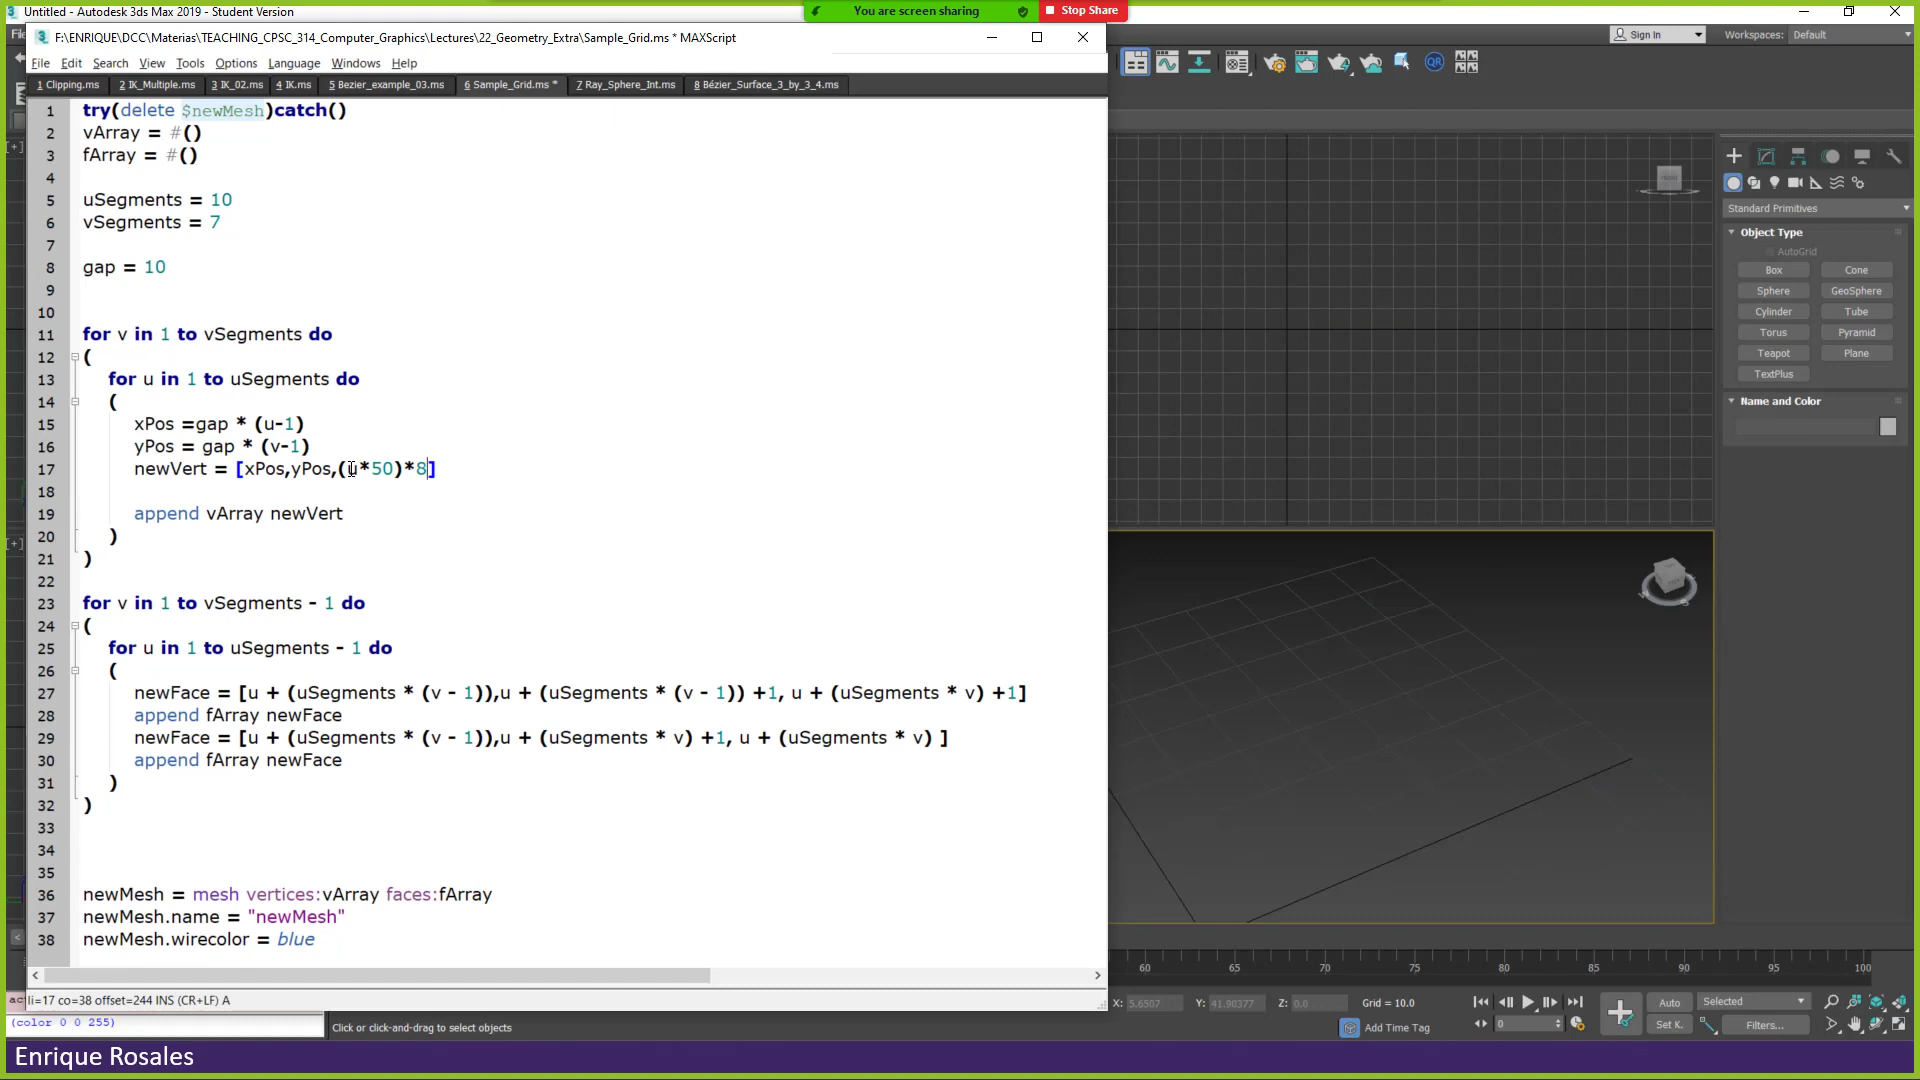 Untitled - Autodesk 3ds Max 2019 - Student Version
You are screen sharing
Stop Share
F:\ENRIQUE\DCC\Materias\TEACHING_CPSC_314_Computer_Graphics\Lectures\22_Geometry_Extra\Sample_Grid.ms * MAXScript
Sign In
Workspaces: Default
File Edit Search View Tools Options Language Windows Help
1 Clipping.ms 2 IK_Multiple.ms 3 IK_02.ms 4 IK.ms 5 Bezier_example_03.ms 6 Sample_Grid.ms * 7 Ray_Sphere_Int.ms 8 Bézier_Surface_3_by_3_4.ms
1 try(delete $newMesh)catch()
2 vArray = #()
3 fArray = #()
4
5 uSegments = 10
6 vSegments = 7
7
8 gap = 10
9
10
11 for v in 1 to vSegments do
12 (
13 for u in 1 to uSegments do
14 (
15 xPos =gap * (u-1)
16 yPos = gap * (v-1)
17 newVert = [xPos,yPos,(u*50)*8]
18
19 append vArray newVert
20 )
21 )
22
23 for v in 1 to vSegments - 1 do
24 (
25 for u in 1 to uSegments - 1 do
26 (
27 newFace = [u + (uSegments * (v - 1)),u + (uSegments * (v - 1)) +1, u + (uSegments * v) +1]
28 append fArray newFace
29 newFace = [u + (uSegments * (v - 1)),u + (uSegments * v) +1, u + (uSegments * v) ]
30 append fArray newFace
31 )
32 )
33
34
35
36 newMesh = mesh vertices:vArray faces:fArray
37 newMesh.name = "newMesh"
38 newMesh.wirecolor = blue
li=17 co=38 offset=244 INS (CR+LF) A
(color 0 0 255)
Click or click-and-drag to select objects
[+]
[+]
QR
Standard Primitives
Object Type
AutoGrid
Box Cone
Sphere GeoSphere
Cylinder Tube
Torus Pyramid
Teapot Plane
TextPlus
Name and Color
60 65 70 75 80 85 90 95 100
X: 5.6507 Y: 41.90377 Z: 0.0 Grid = 10.0
Auto Selected
Add Time Tag
0
Set K. Filters...
Enrique Rosales